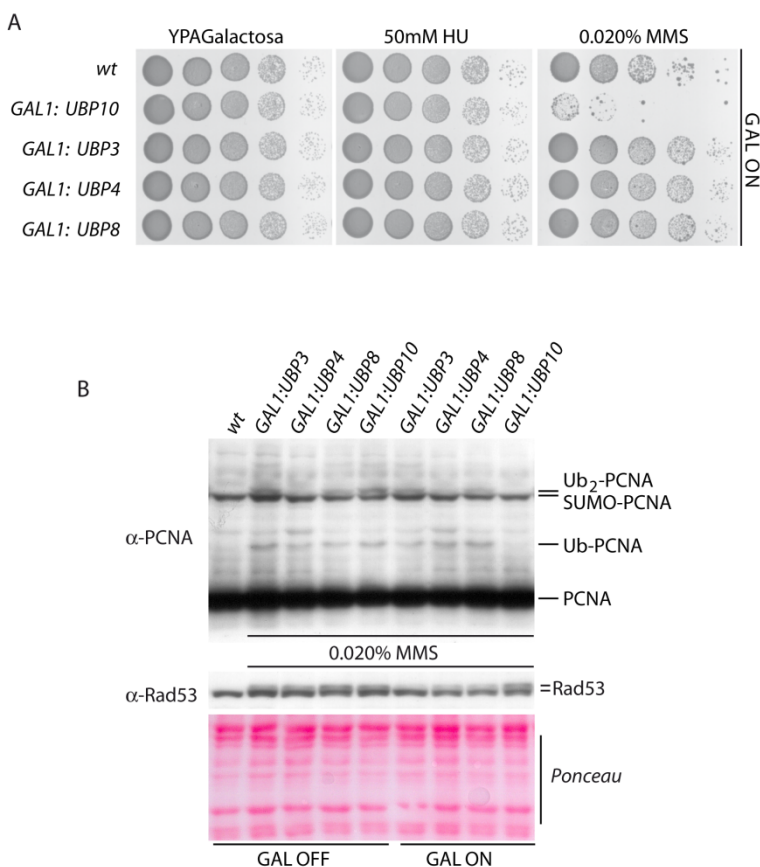 A
YPAGalactosa
50mM HU
0.020% MMS
wt
GAL1: UBP10
GAL1: UBP3
GAL1: UBP4
GAL1: UBP8
GAL ON
B
wt
GAL1:UBP3
GAL1:UBP4
GAL1:UBP8
GAL1:UBP10
GAL1:UBP3
GAL1:UBP4
GAL1:UBP8
GAL1:UBP10
α-PCNA
Ub₂-PCNA
SUMO-PCNA
Ub-PCNA
PCNA
0.020% MMS
α-Rad53
Rad53
Ponceau
GAL OFF
GAL ON